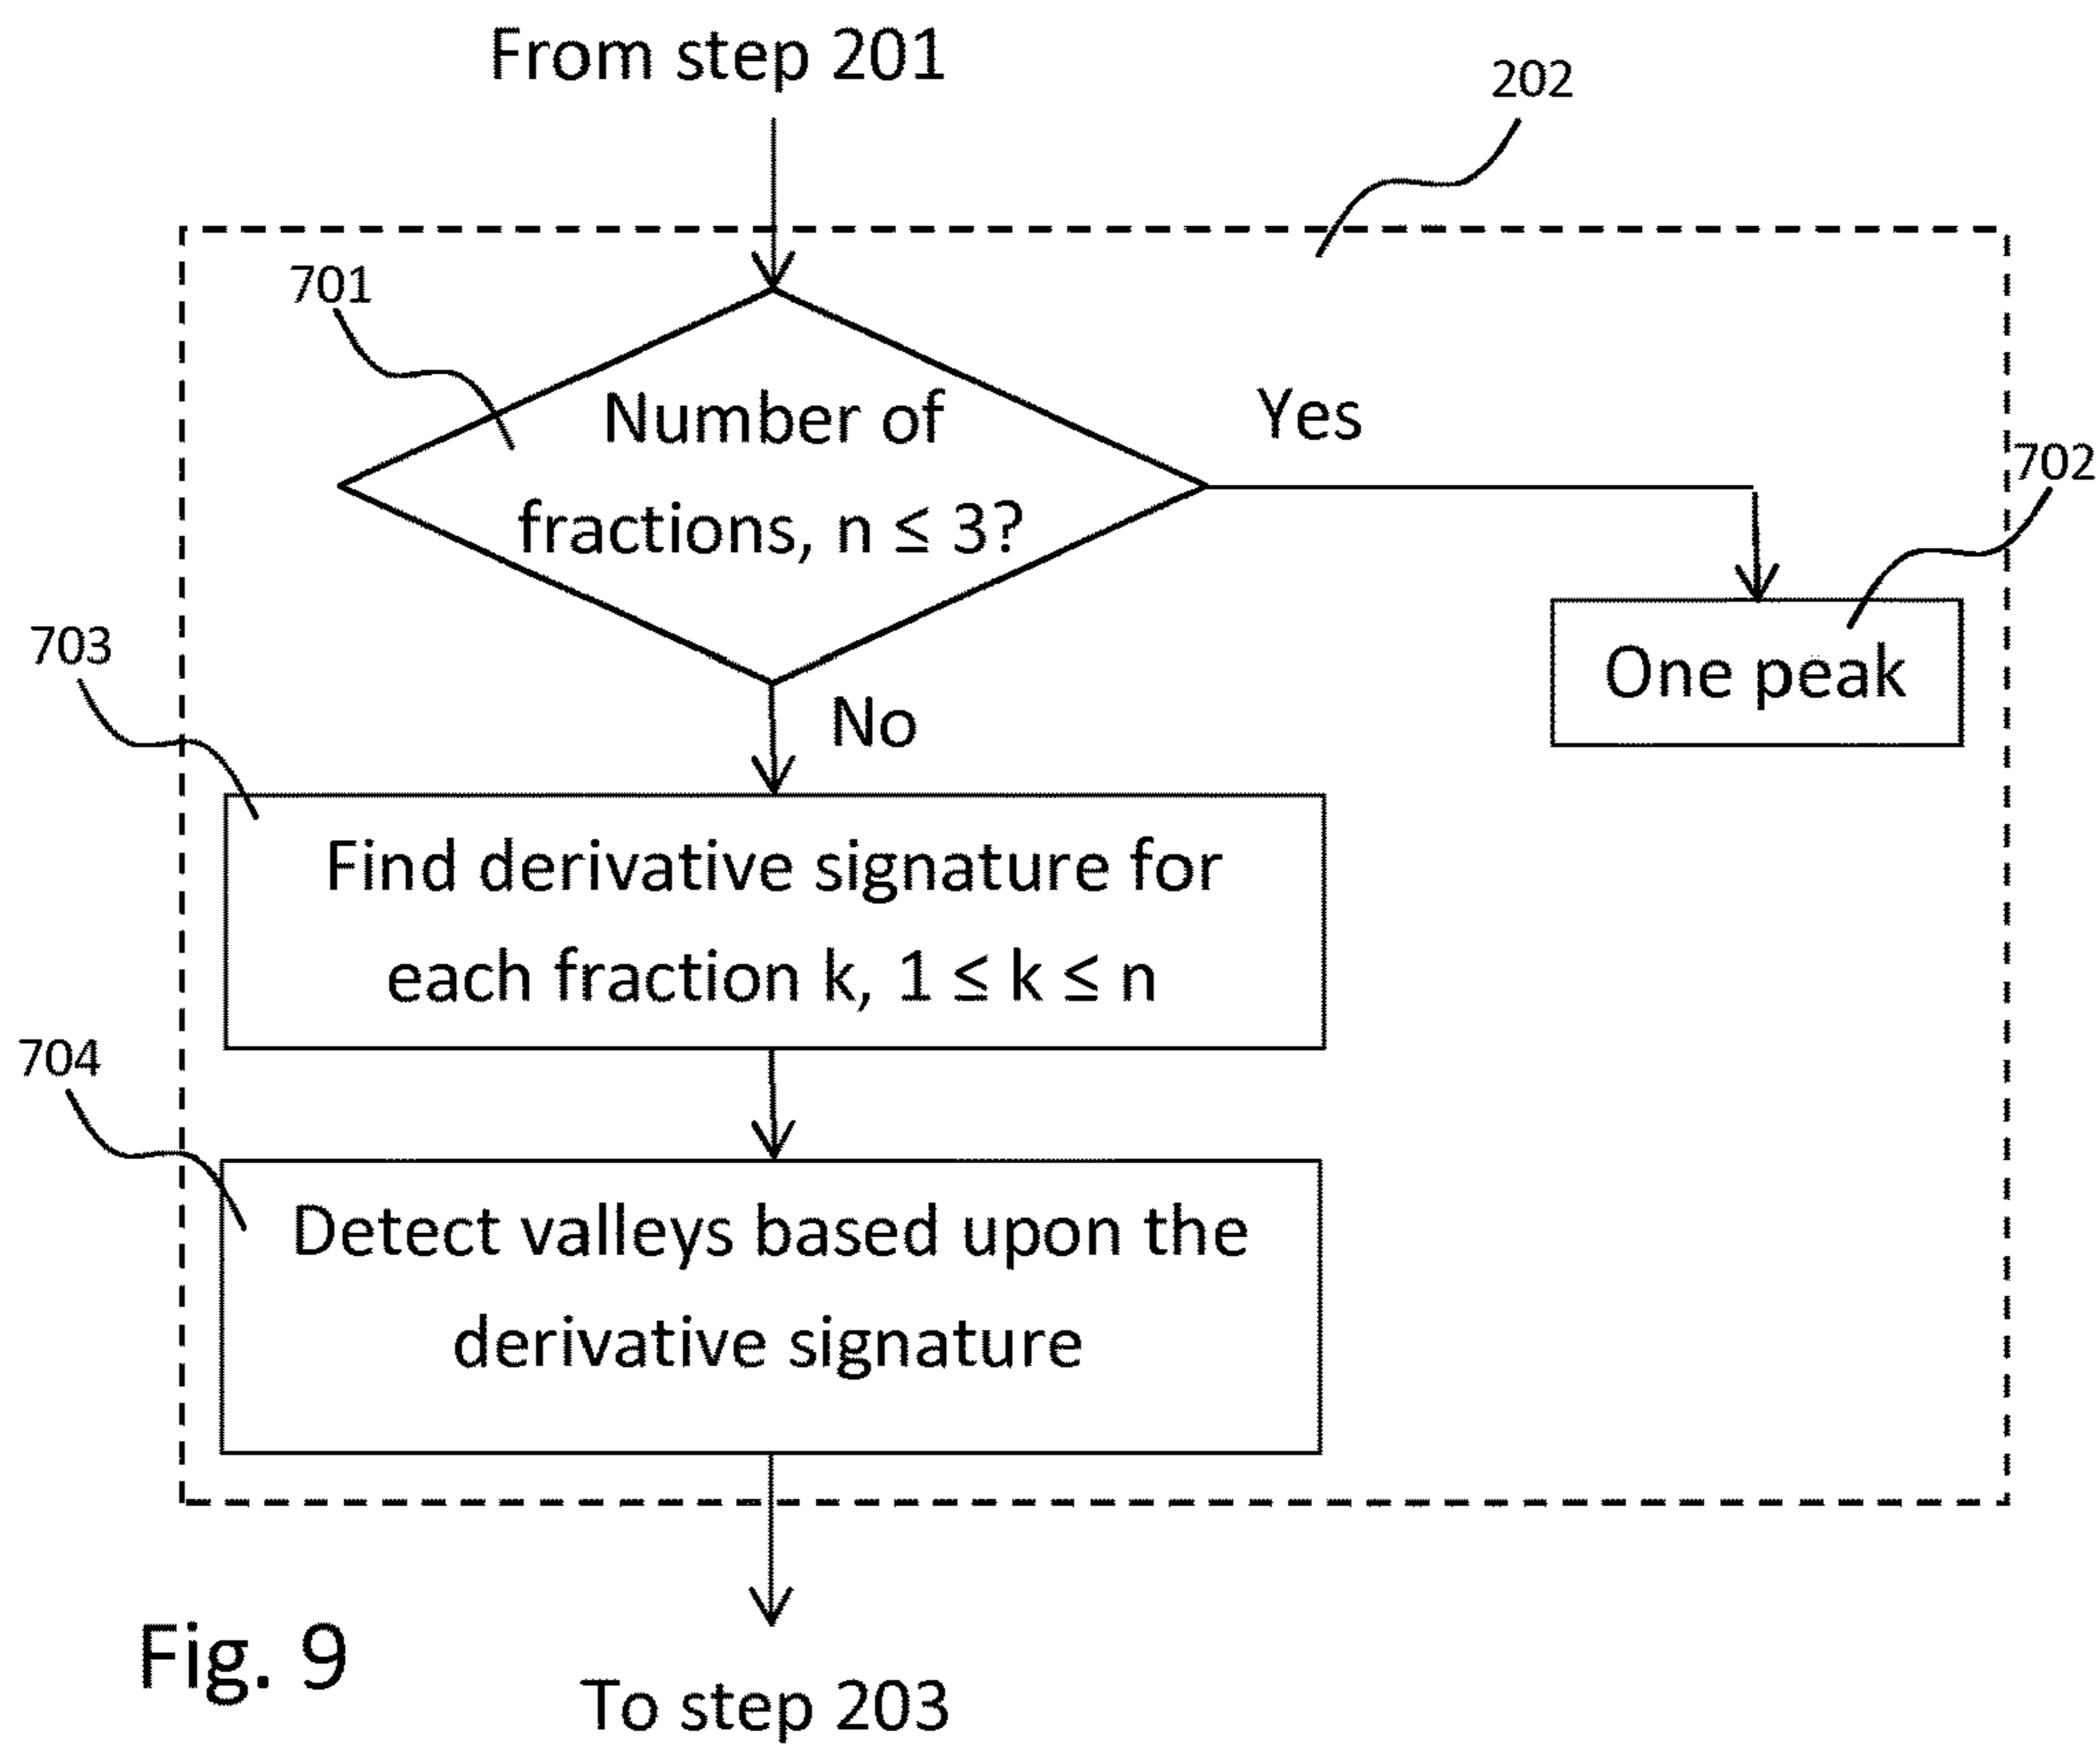 From step 201
202
701
Number of
fractions, n ≤ 3?
Yes
702
One peak
703
No
Find derivative signature for
each fraction k, 1 ≤ k ≤ n
704
Detect valleys based upon the
derivative signature
Fig. 9
To step 203